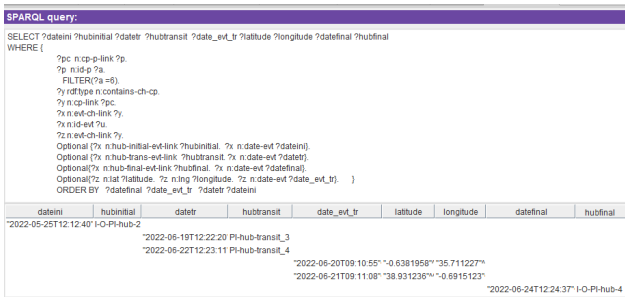 SPARQL query:
SELECT ?dateini ?hubinitial ?datetr ?hubtransit ?date_evt_tr ?latitude ?longitude ?datefinal ?hubfinal
WHERE {
?pc n:cp-p-link ?p.
?p n:id-p ?a.
FILTER(?a =6).
?y rdf:type n:contains-ch-cp.
?y n:cp-link ?pc.
?x n:evt-ch-link ?y.
?x n:id-evt ?u.
?z n:evt-ch-link ?y.
Optional {?x n:hub-initial-evt-link ?hubinitial. ?x n:date-evt ?dateini}.
Optional {?x n:hub-trans-evt-link ?hubtransit. ?x n:date-evt ?datetr}.
Optional{?x n:hub-final-evt-link ?hubfinal. ?x n:date-evt ?datefinal}.
Optional{?z n:lat ?latitude. ?z n:lng ?longitude. ?z n:date-evt ?date_evt_tr}. }
ORDER BY ?datefinal ?date_evt_tr ?datetr ?dateini
dateini hubinitial datetr hubtransit date_evt_tr latitude longitude datefinal hubfinal
"2022-05-25T12:12:40" I-O-PI-hub-2
"2022-06-19T12:22:20 PI-hub-transit_3
"2022-06-22T12:23:11 PI-hub-transit_4
"2022-06-20T09:10:55" "-0.6381958"^ "35.711227"^
"2022-06-21T09:11:08" "38.931236"^ "-0.6915123"
"2022-06-24T12:24:37" I-O-PI-hub-4